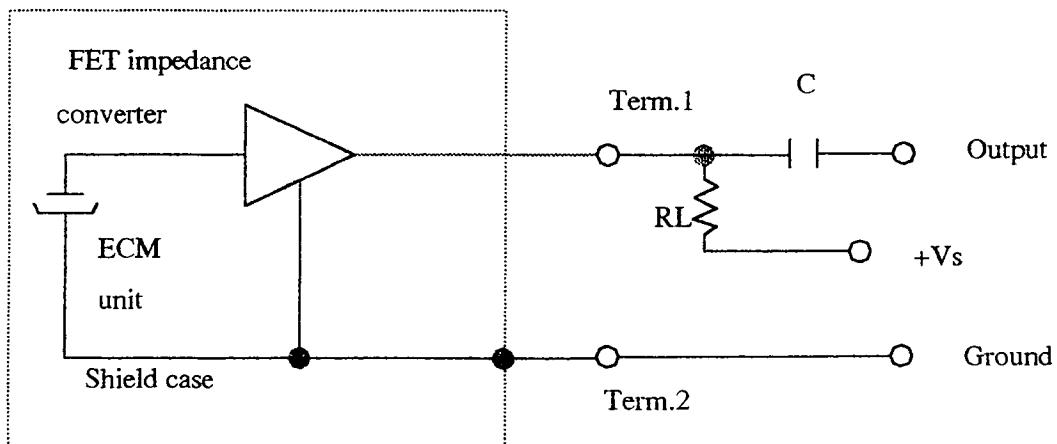 FET impedance
converter
Term.1
C
Output
RL
ECM
unit
+Vs
Shield case
Ground
Term.2